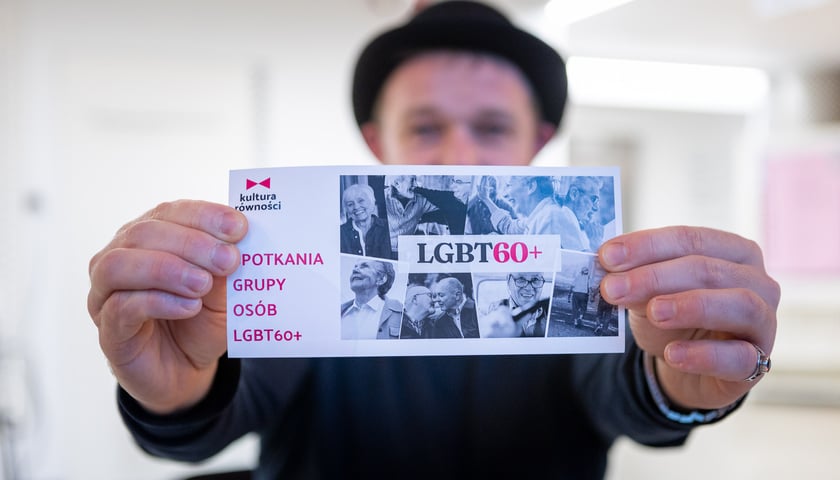 kultura
równości
SPOTKANIA
GRUPY
OSÓB
LGBT60+
LGBT60+